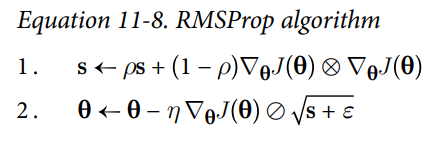 Equation 11-8. RMSProp algorithm
1. s ← ρs + (1 − ρ)∇θJ(θ) ⊗ ∇θJ(θ)
2. θ ← θ − η ∇θJ(θ) ⊘ √(s + ε)